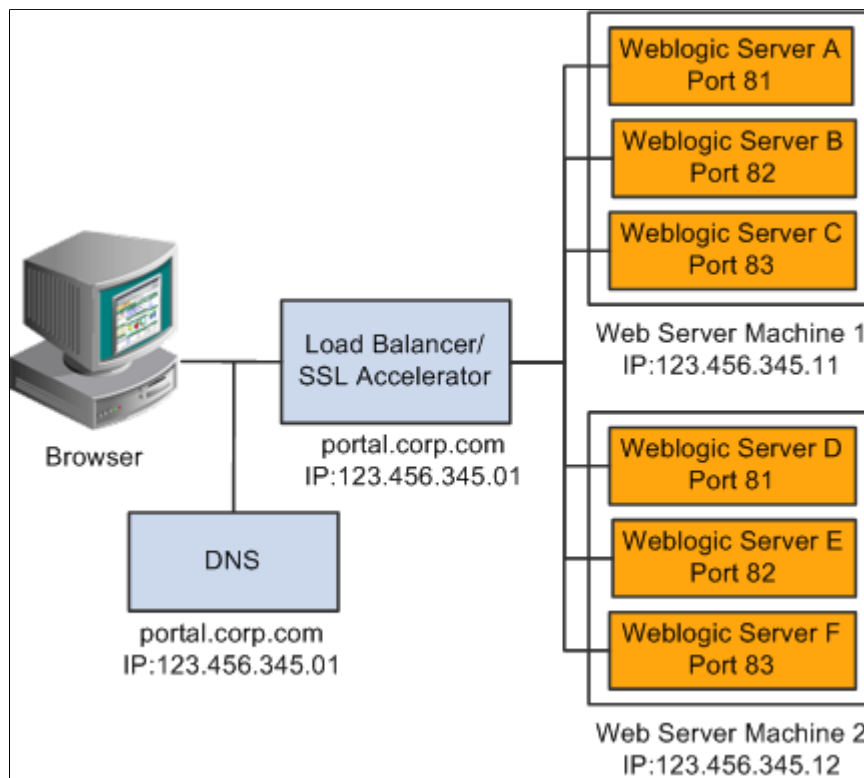 Weblogic Server A
Port 81
Weblogic Server B
Port 82
Weblogic Server C
Port 83
Web Server Machine 1
IP:123.456.345.11
Load Balancer/
SSL Accelerator
portal.corp.com
IP:123.456.345.01
Browser
DNS
portal.corp.com
IP:123.456.345.01
Weblogic Server D
Port 81
Weblogic Server E
Port 82
Weblogic Server F
Port 83
Web Server Machine 2
IP:123.456.345.12